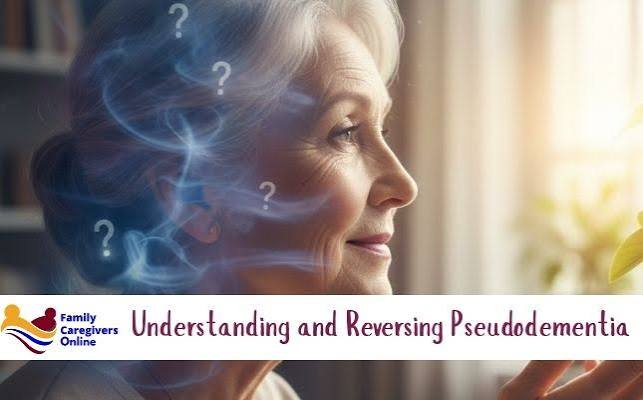 ?
?
?
?
Family
Caregivers
Online
Understanding and Reversing Pseudodementia